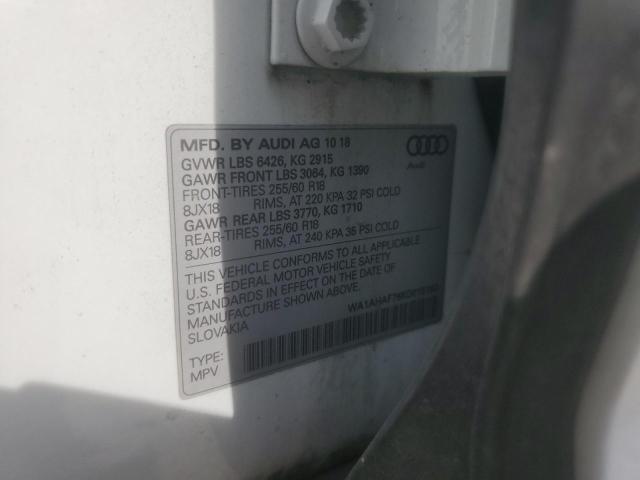 MFD. BY AUDI AG 10 18
GVWR LBS 6426, KG 2915
GAWR FRONT LBS 3084, KG 1390
FRONT-TIRES 255/60 R18
8JX18 RIMS, AT 220 KPA 32 PSI COLD
GAWR REAR LBS 3770, KG 1710
REAR-TIRES 255/60 R18
8JX18 RIMS, AT 240 KPA 35 PSI COLD
Audi
THIS VEHICLE CONFORMS TO ALL APPLICABLE
U.S. FEDERAL MOTOR VEHICLE SAFETY
STANDARDS IN EFFECT ON THE DATE OF
MANUFACTURE SHOWN ABOVE.
SLOVAKIA
TYPE:
MPV